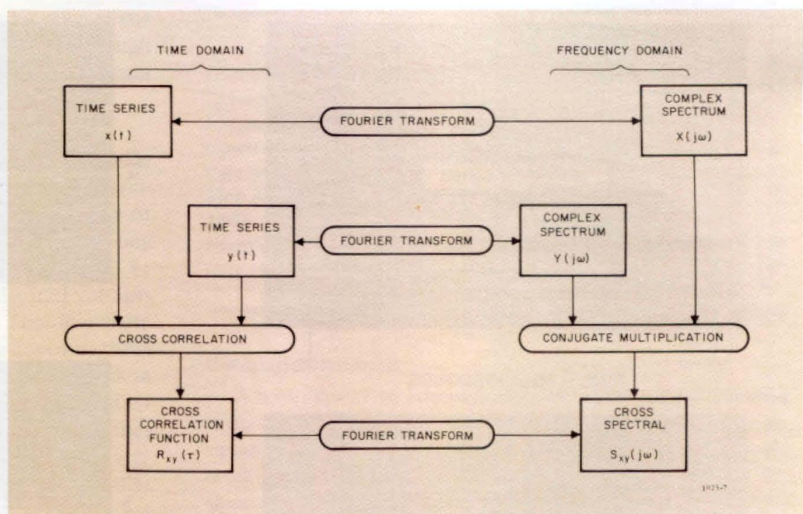 TIME DOMAIN
FREQUENCY DOMAIN
TIME SERIES
x(t)
FOURIER TRANSFORM
COMPLEX
SPECTRUM
X(jω)
TIME SERIES
y(t)
FOURIER TRANSFORM
COMPLEX
SPECTRUM
Y(jω)
CROSS CORRELATION
CONJUGATE MULTIPLICATION
CROSS
CORRELATION
FUNCTION
Rxy(τ)
FOURIER TRANSFORM
CROSS
SPECTRAL
Sxy(jω)